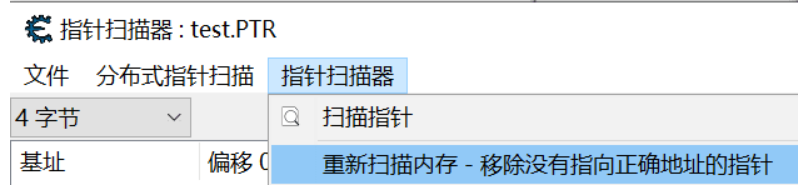 指针扫描器 : test.PTR
文件 分布式指针扫描 指针扫描器
4 字节
扫描指针
基址 偏移 0
重新扫描内存 - 移除没有指向正确地址的指针